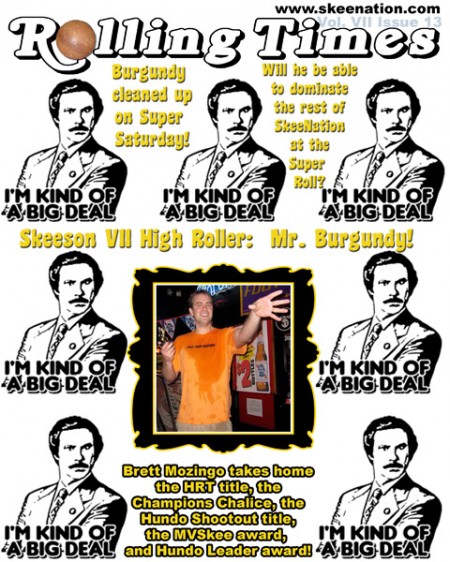 www.skeenation.com
Vol. VII Issue 13
Rolling Times
Burgundy
cleaned up
on Super
Saturday!
Will he be able
to dominate
the rest of
SkeeNation
at the
Super
Roll?
I'M KIND OF
A BIG DEAL
I'M KIND OF
A BIG DEAL
I'M KIND OF
A BIG DEAL
Skeeson VII High Roller: Mr. Burgundy!
I'M KIND OF
A BIG DEAL
I'M KIND OF
A BIG DEAL
Brett Mozingo takes home
the HRT title, the
Champions Chalice, the
Hundo Shootout title,
the MVSkee award,
and Hundo Leader award!
I'M KIND OF
A BIG DEAL
I'M KIND OF
A BIG DEAL